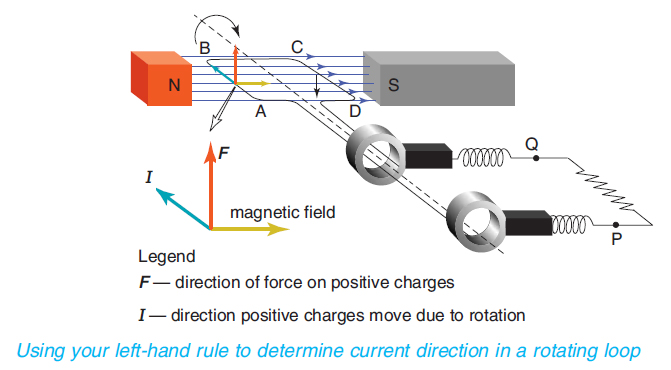 B
C
N
S
A
D
Q
P
F
I
magnetic field
Legend
F — direction of force on positive charges
I — direction positive charges move due to rotation
Using your left-hand rule to determine current direction in a rotating loop